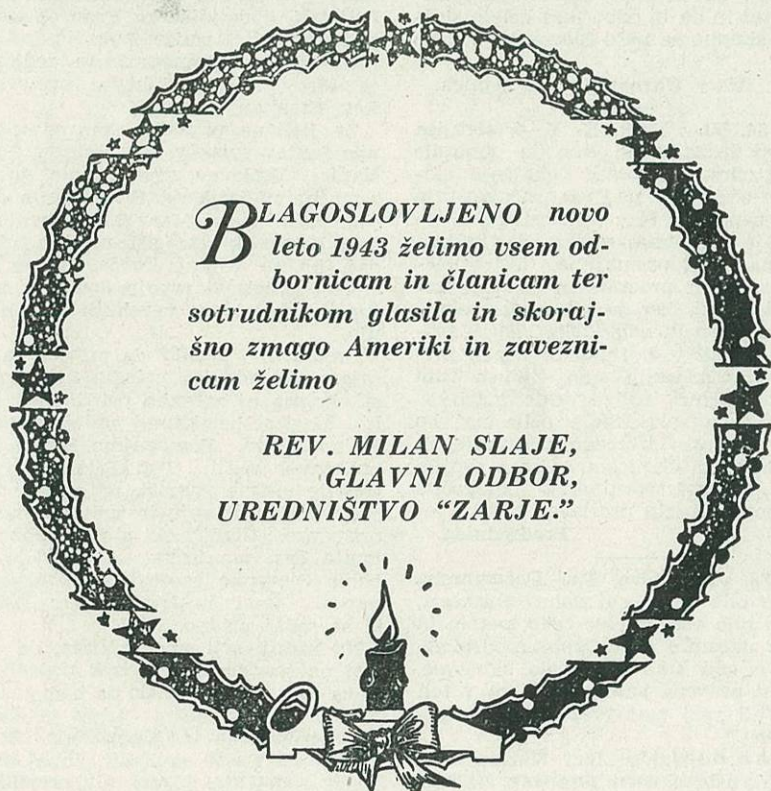 BLAGOSLOVLJENO novo
leto 1943 želimo vsem od-
bornicam in članicam ter
sotrudnikom glasila in skoraj-
šno zmago Ameriki in zavezni-
cam želimo
REV. MILAN SLAJE,
GLAVNI ODBOR,
UREDNIŠTVO “ZARJE.”